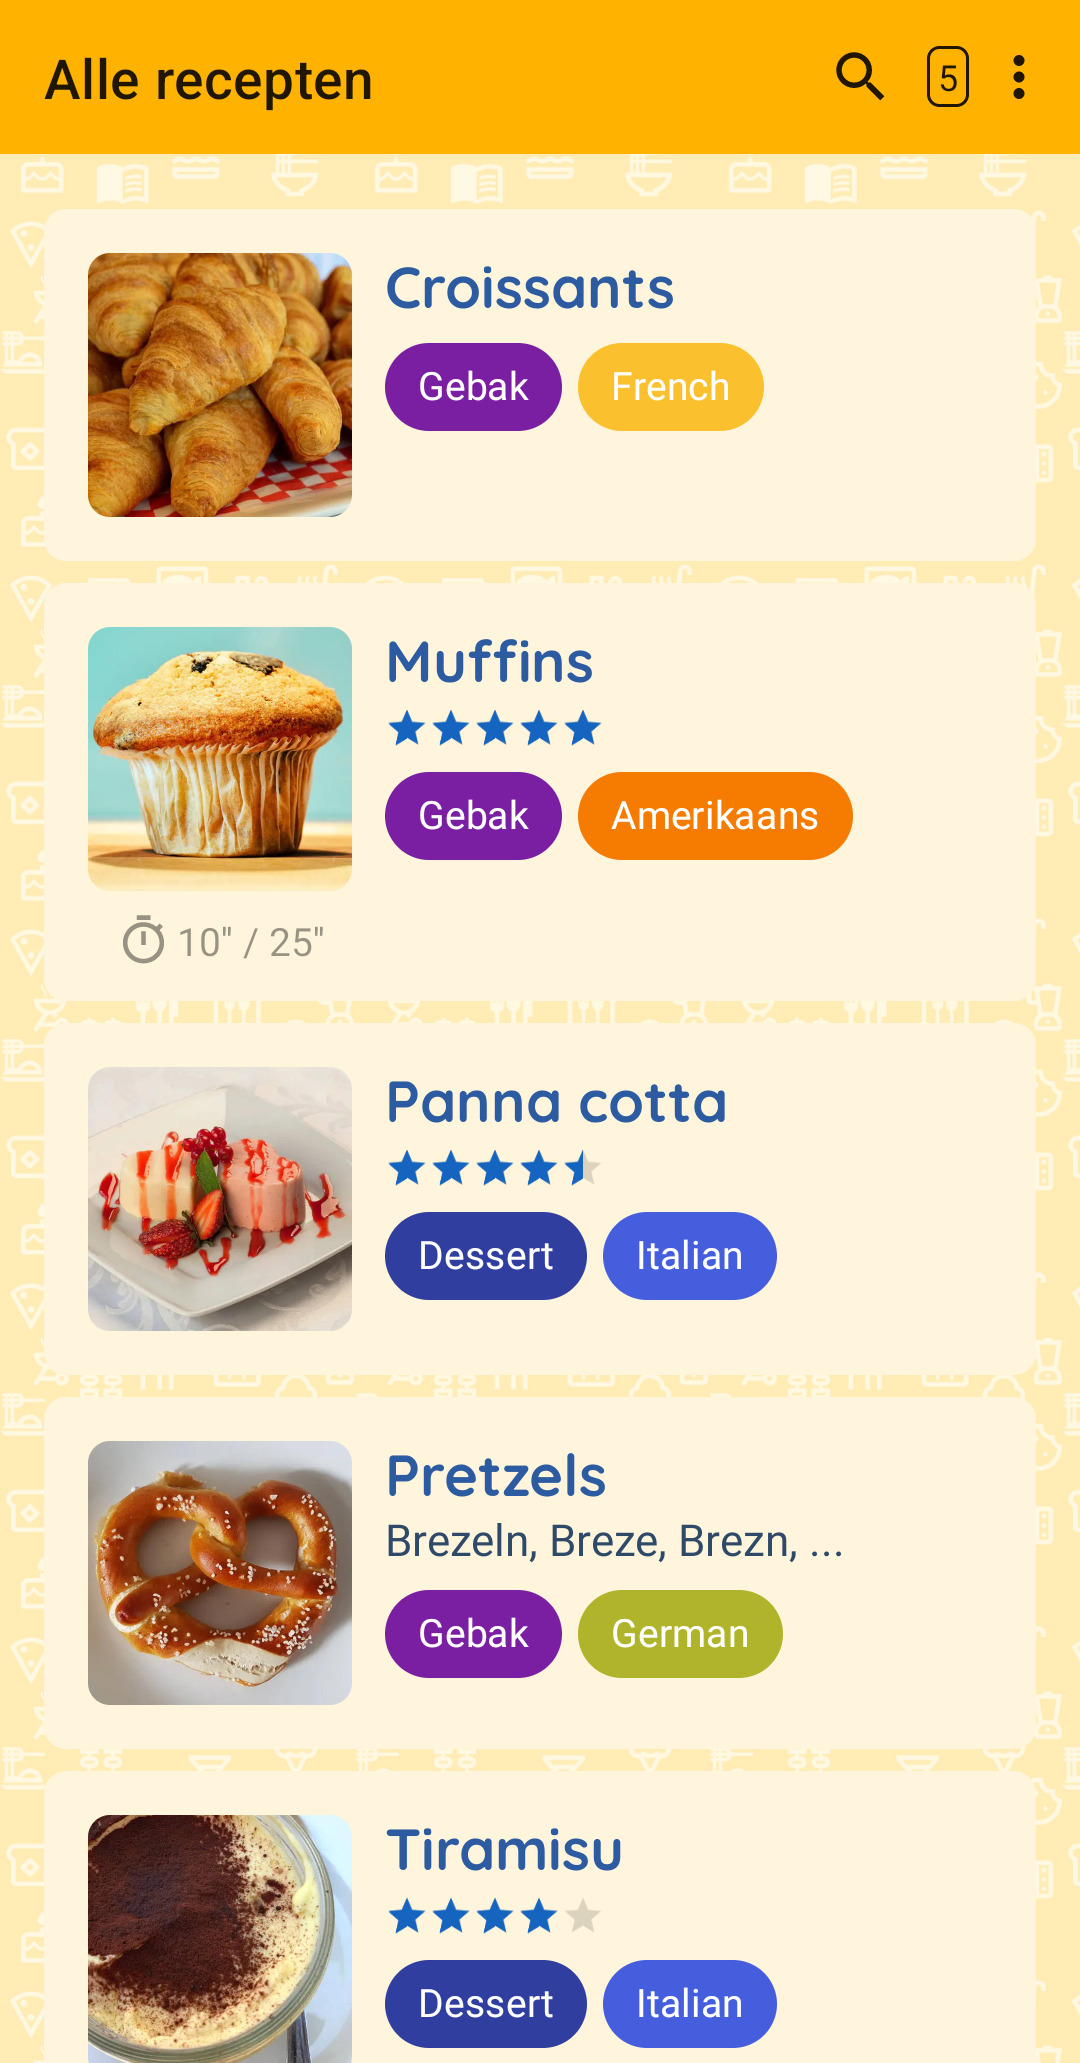 Alle recepten 5
Croissants
Gebak French
Muffins
Gebak Amerikaans
10" / 25"
Panna cotta
Dessert Italian
Pretzels
Brezeln, Breze, Brezn, ...
Gebak German
Tiramisu
Dessert Italian